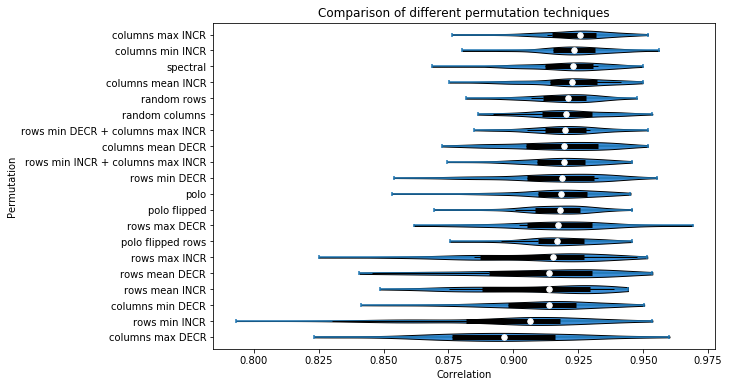 Comparison of different permutation techniques
Permutation
columns max INCR
columns min INCR
spectral
columns mean INCR
random rows
random columns
rows min DECR + columns max INCR
columns mean DECR
rows min INCR + columns max INCR
rows min DECR
polo
polo flipped
rows max DECR
polo flipped rows
rows max INCR
rows mean DECR
rows mean INCR
columns min DECR
rows min INCR
columns max DECR
0.800 0.825 0.850 0.875 0.900 0.925 0.950 0.975
Correlation